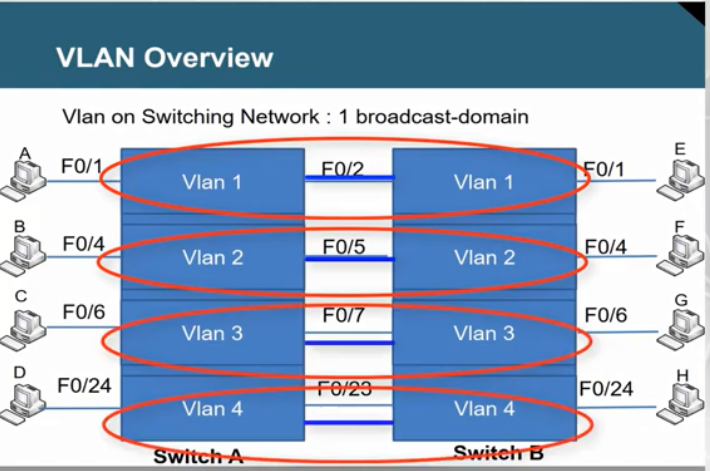 VLAN Overview
Vlan on Switching Network : 1 broadcast-domain
A F0/1 Vlan 1 F0/2 Vlan 1 F0/1 E
B F0/4 Vlan 2 F0/5 Vlan 2 F0/4 F
C F0/6 Vlan 3 F0/7 Vlan 3 F0/6 G
D F0/24 Vlan 4 F0/23 Vlan 4 F0/24 H
Switch A Switch B